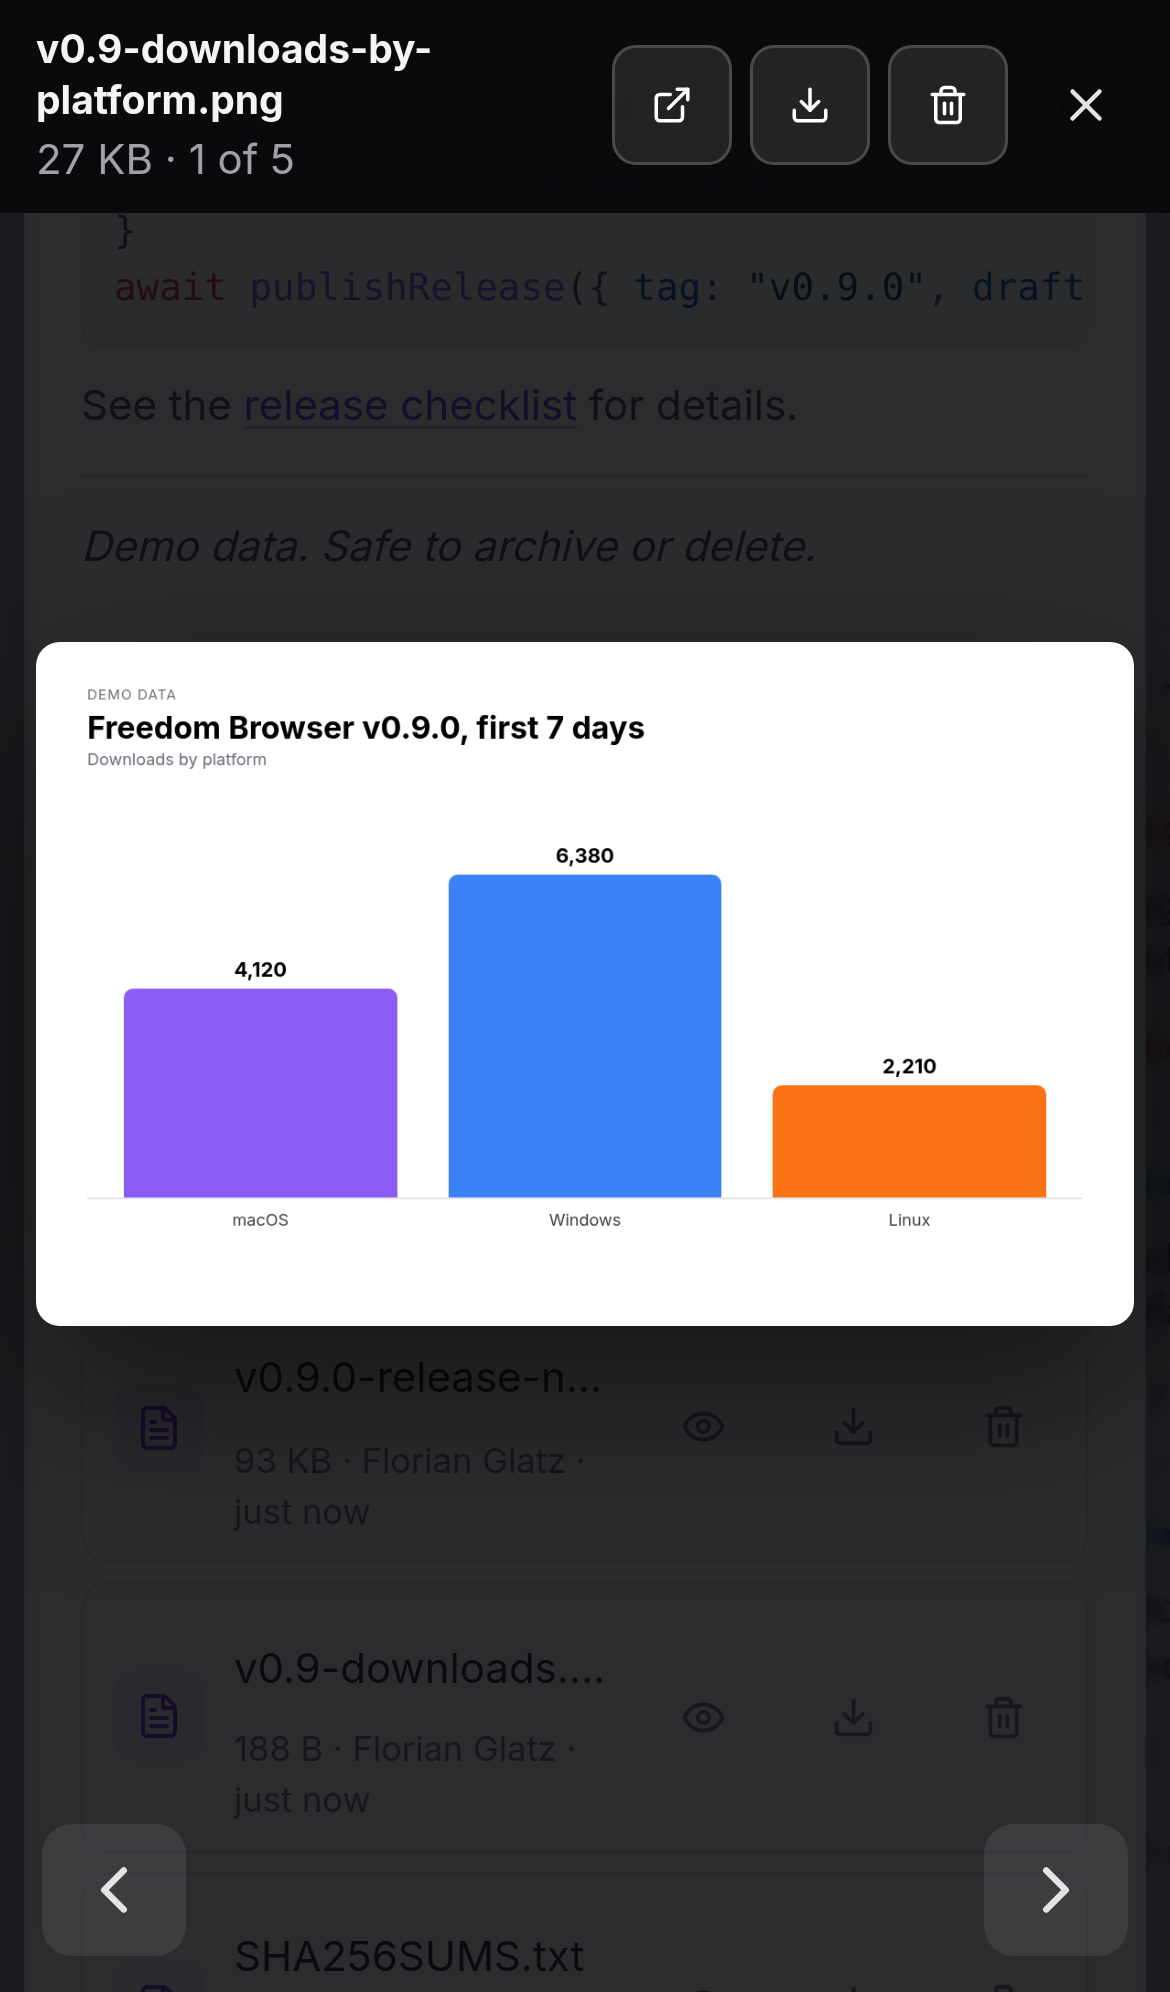 v0.9-downloads-by-
platform.png
27 KB · 1 of 5
}
await publishRelease({ tag: "v0.9.0", draft
See the release checklist for details.
Demo data. Safe to archive or delete.
DEMO DATA
Freedom Browser v0.9.0, first 7 days
Downloads by platform
6,380
4,120
2,210
macOS Windows Linux
v0.9.0-release-n...
93 KB · Florian Glatz ·
just now
v0.9-downloads....
188 B · Florian Glatz ·
just now
SHA256SUMS.txt